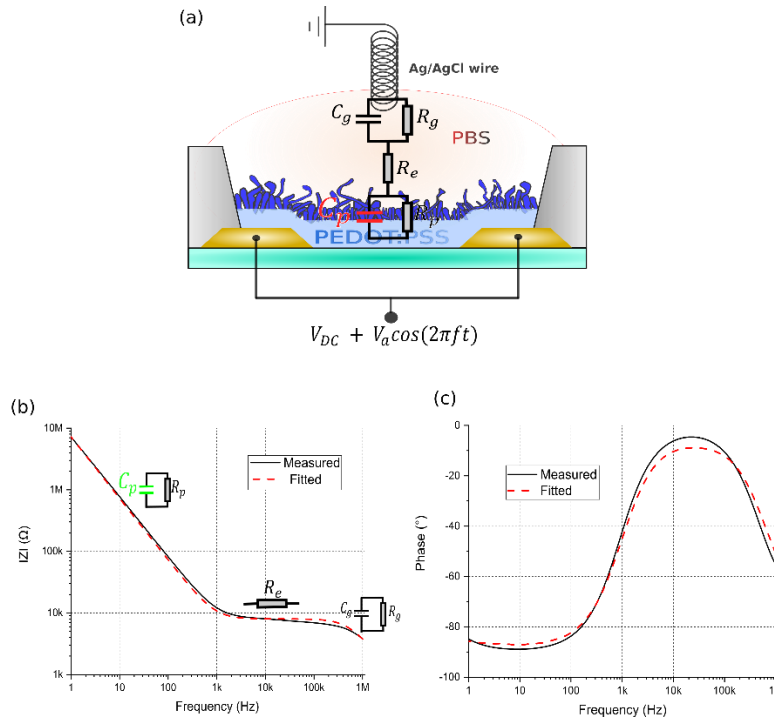 (a)
Ag/AgCl wire
C_g
R_g
PBS
R_e
C_p
R_p
PEDOT:PSS
V_DC + V_a cos(2πft)
(b)
10M
1M
100k
10k
1k
|Z| (Ω)
C_p
R_p
Measured
Fitted
R_e
C_g
R_g
1 10 100 1k 10k 100k 1M
Frequency (Hz)
(c)
0
-20
-40
-60
-80
-100
Phase (°)
Measured
Fitted
1 10 100 1k 10k 100k
Frequency (Hz)